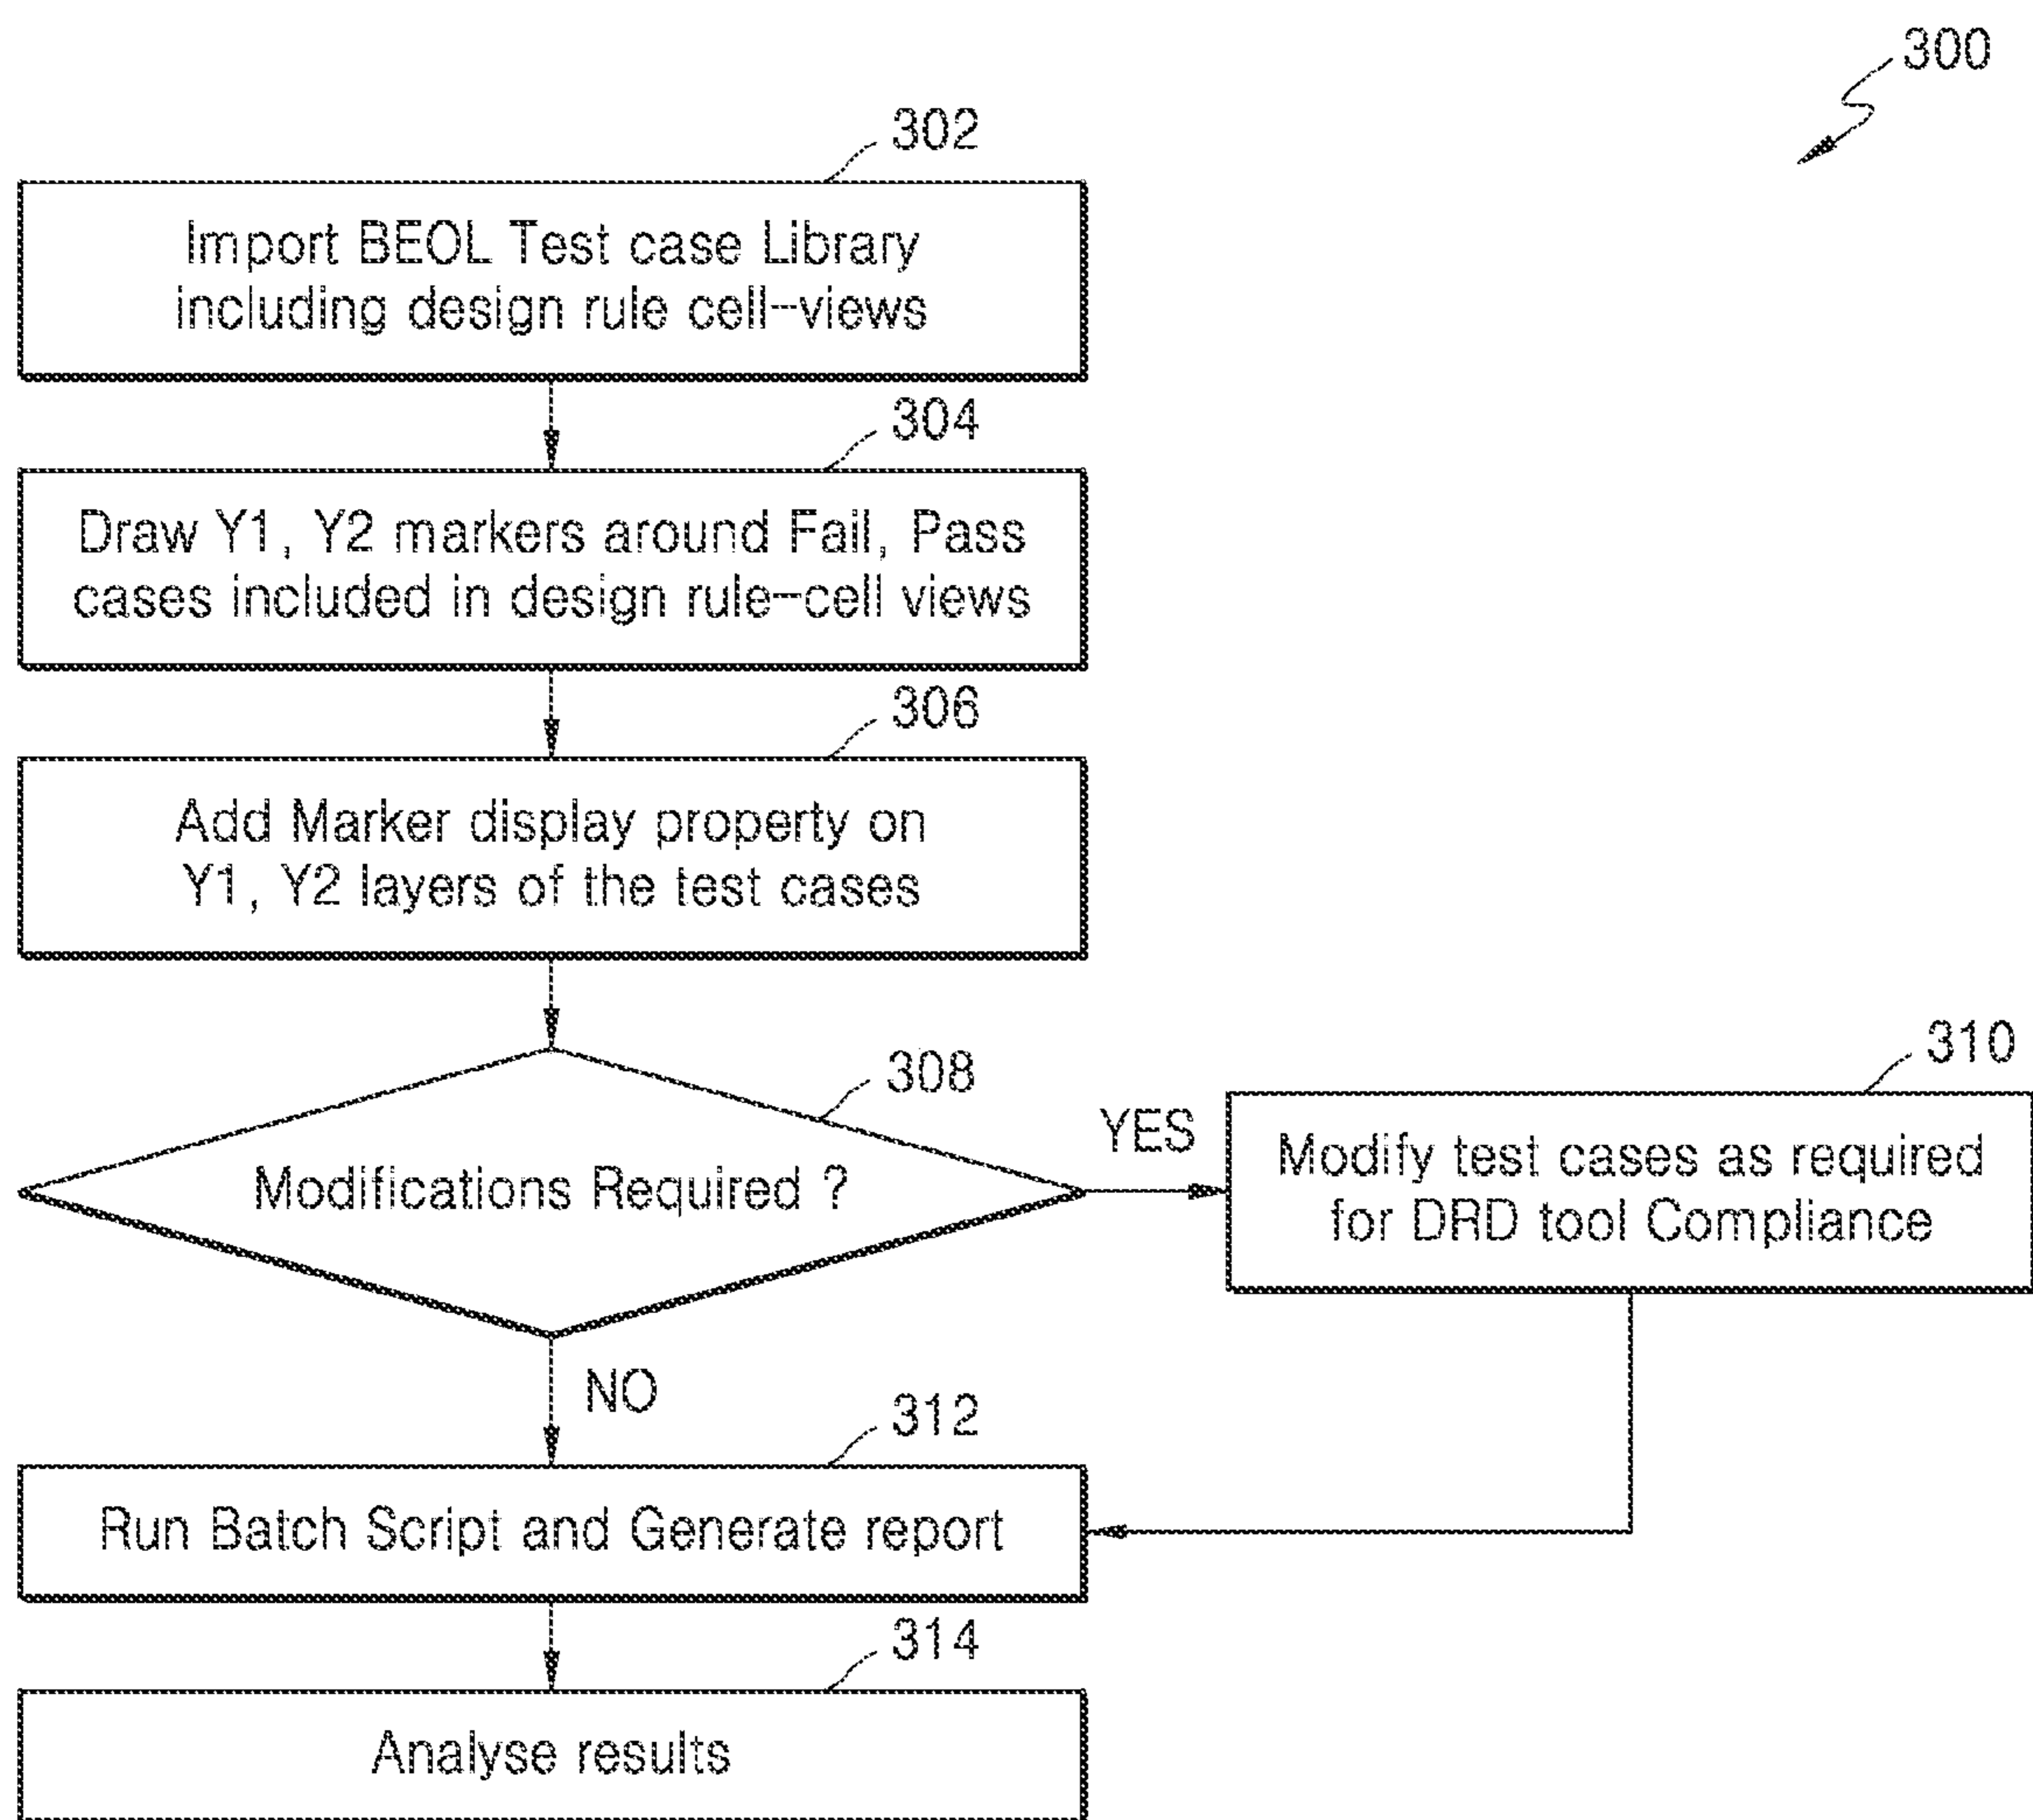 300
302
Import BEOL Test case Library
including design rule cell-views
304
Draw Y1, Y2 markers around Fail, Pass
cases included in design rule-cell views
306
Add Marker display property on
Y1, Y2 layers of the test cases
308
Modifications Required ?
YES
310
Modify test cases as required
for DRD tool Compliance
NO
312
Run Batch Script and Generate report
314
Analyse results